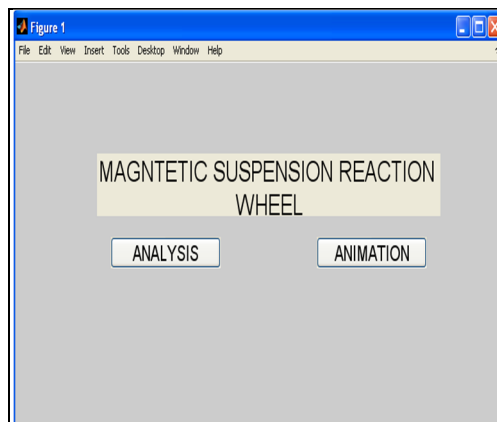 Figure 1
File Edit View Insert Tools Desktop Window Help
MAGNTETIC SUSPENSION REACTION
WHEEL
ANALYSIS ANIMATION